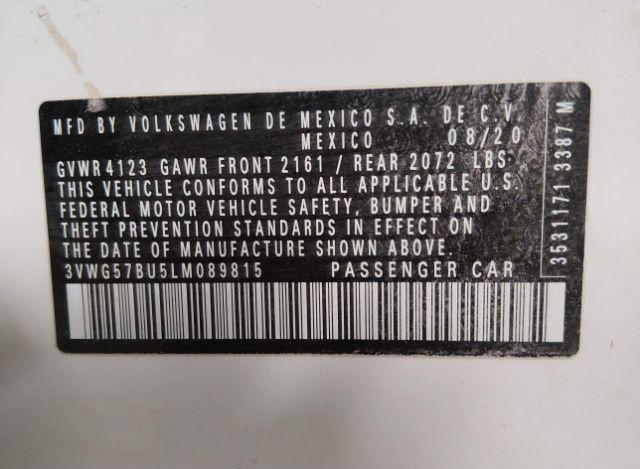 MFD BY VOLKSWAGEN DE MEXICO S.A. DE C.V.
MEXICO 08/20
GVWR 4123 GAWR FRONT 2161 / REAR 2072 LBS
THIS VEHICLE CONFORMS TO ALL APPLICABLE U.S.
FEDERAL MOTOR VEHICLE SAFETY, BUMPER AND
THEFT PREVENTION STANDARDS IN EFFECT ON
THE DATE OF MANUFACTURE SHOWN ABOVE.
3VWG57BU5LM089815 PASSENGER CAR
3531171 3387 M